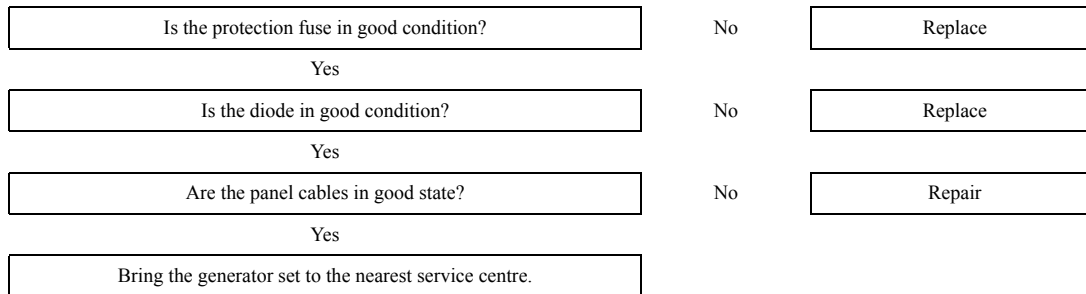 Is the protection fuse in good condition? No Replace
Yes
Is the diode in good condition? No Replace
Yes
Are the panel cables in good state? No Repair
Yes
Bring the generator set to the nearest service centre.